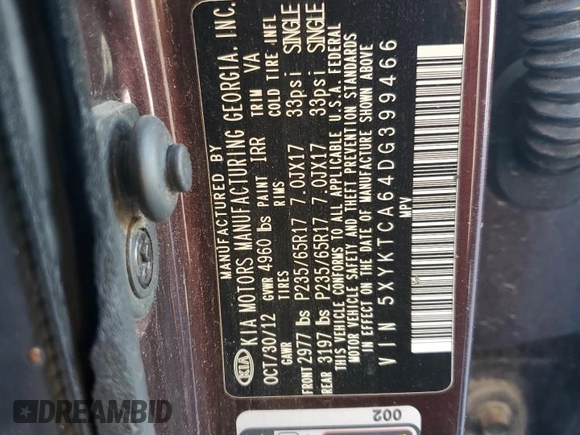 MANUFACTURED BY
KIA KIA MOTORS MANUFACTURING GEORGIA, INC.
OCT/30/12 GVWR 4960 lbs PAINT IRR TRIM VA
GAWR TIRES RIMS COLD TIRE INFL
FRONT 2977 lbs P235/65R17 7.0JX17 33psi SINGLE
REAR 3197 lbs P235/65R17 7.0JX17 33psi SINGLE
THIS VEHICLE CONFORMS TO ALL APPLICABLE U.S.A. FEDERAL
MOTOR VEHICLE SAFETY AND THEFT PREVENTION STANDARDS
IN EFFECT ON THE DATE OF MANUFACTURE SHOWN ABOVE
VIN 5XYKTCA64DG399466
MPV
002
DREAMBID